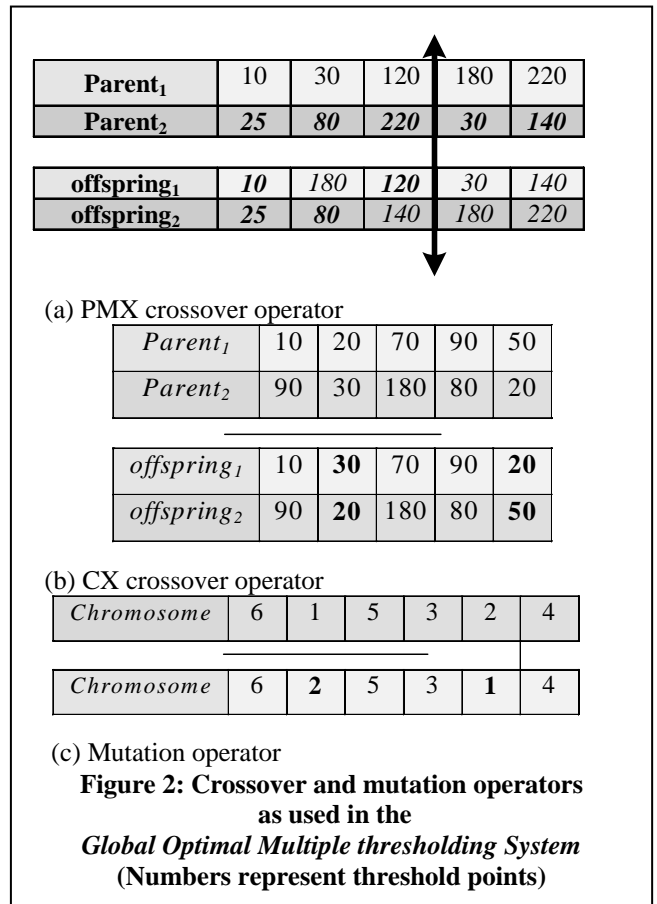 Parent₁ 10 30 120 180 220
Parent₂ 25 80 220 30 140
offspring₁ 10 180 120 30 140
offspring₂ 25 80 140 180 220
(a) PMX crossover operator
Parent₁ 10 20 70 90 50
Parent₂ 90 30 180 80 20
offspring₁ 10 30 70 90 20
offspring₂ 90 20 180 80 50
(b) CX crossover operator
Chromosome 6 1 5 3 2 4
Chromosome 6 2 5 3 1 4
(c) Mutation operator
Figure 2: Crossover and mutation operators
as used in the
Global Optimal Multiple thresholding System
(Numbers represent threshold points)